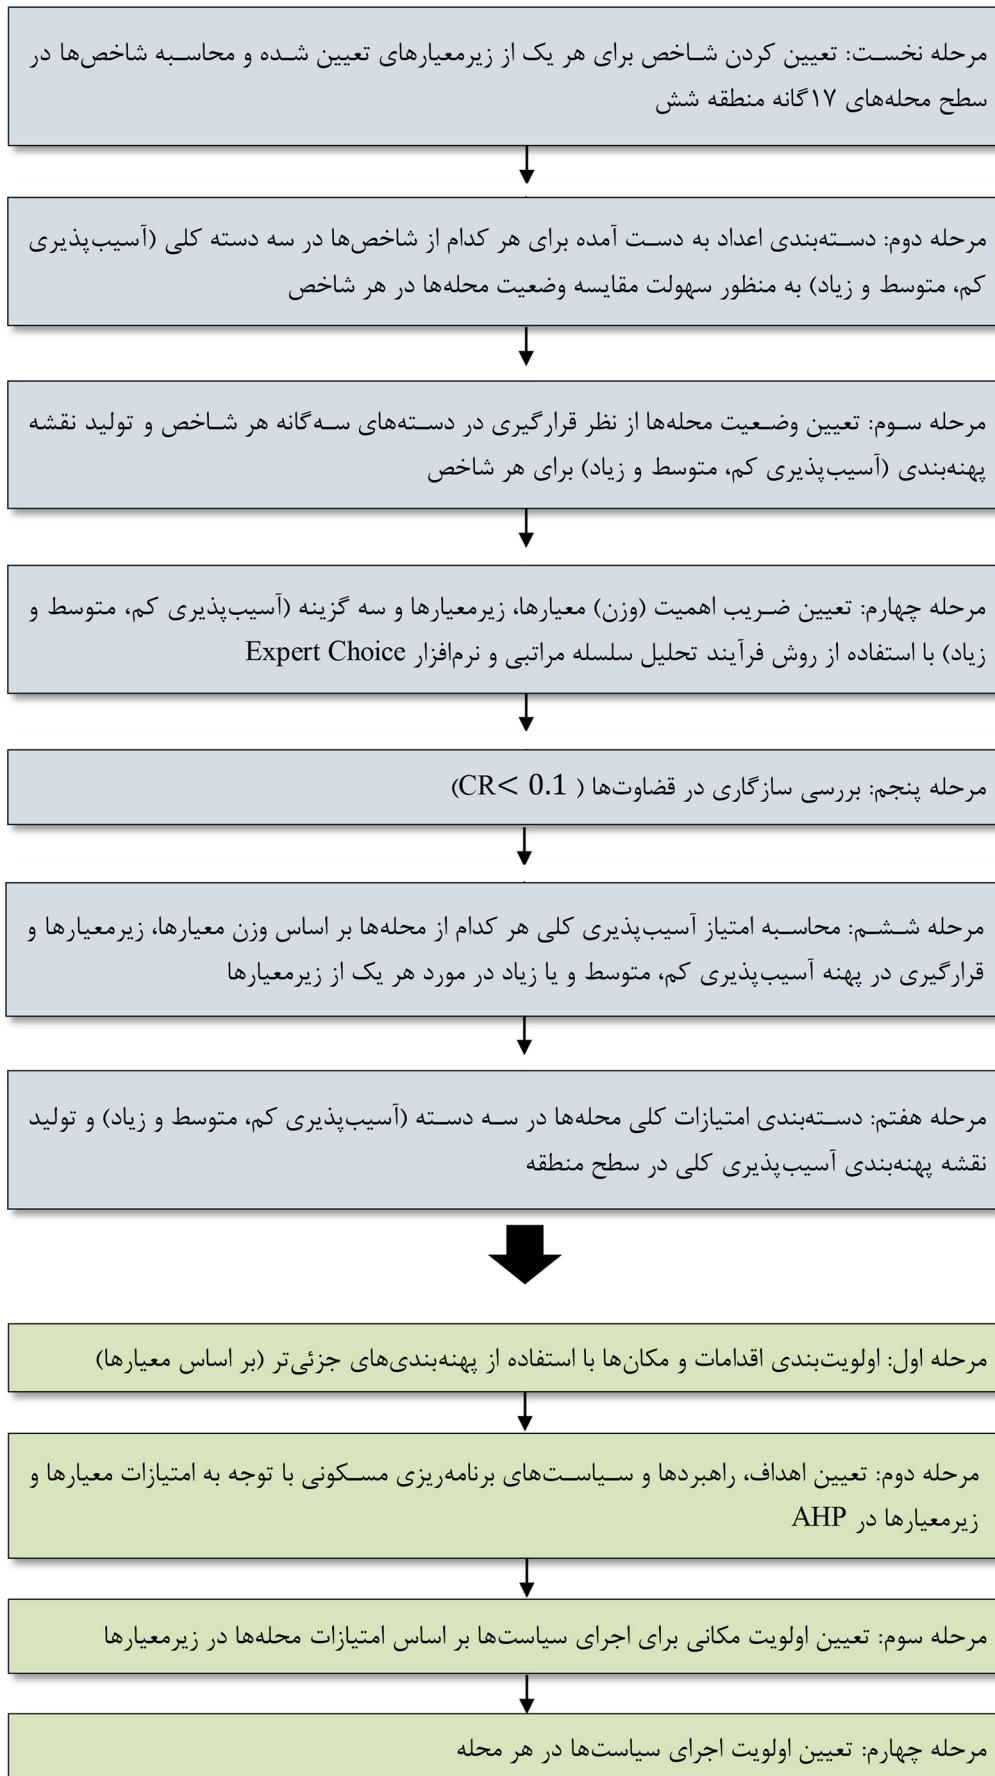 مرحله نخست: تعیین کردن شاخص برای هر یک از زیرمعیارهای تعیین شده و محاسبه شاخص‌ها در
سطح محله‌های ۱۷گانه منطقه شش
مرحله دوم: دسته‌بندی اعداد به دست آمده برای هر کدام از شاخص‌ها در سه دسته کلی (آسیب‌پذیری
کم، متوسط و زیاد) به منظور سهولت مقایسه وضعیت محله‌ها در هر شاخص
مرحله سوم: تعیین وضعیت محله‌ها از نظر قرارگیری در دسته‌های سه‌گانه هر شاخص و تولید نقشه
پهنه‌بندی (آسیب‌پذیری کم، متوسط و زیاد) برای هر شاخص
مرحله چهارم: تعیین ضریب اهمیت (وزن) معیارها، زیرمعیارها و سه گزینه (آسیب‌پذیری کم، متوسط و
زیاد) با استفاده از روش فرآیند تحلیل سلسله مراتبی و نرم‌افزار Expert Choice
مرحله پنجم: بررسی سازگاری در قضاوت‌ها ( CR< 0.1)
مرحله ششم: محاسبه امتیاز آسیب‌پذیری کلی هر کدام از محله‌ها بر اساس وزن معیارها، زیرمعیارها و
قرارگیری در پهنه آسیب‌پذیری کم، متوسط و یا زیاد در مورد هر یک از زیرمعیارها
مرحله هفتم: دسته‌بندی امتیازات کلی محله‌ها در سه دسته (آسیب‌پذیری کم، متوسط و زیاد) و تولید
نقشه پهنه‌بندی آسیب‌پذیری کلی در سطح منطقه
مرحله اول: اولویت‌بندی اقدامات و مکان‌ها با استفاده از پهنه‌بندی‌های جزئی‌تر (بر اساس معیارها)
مرحله دوم: تعیین اهداف، راهبردها و سیاست‌های برنامه‌ریزی مسکونی با توجه به امتیازات معیارها و
زیرمعیارها در AHP
مرحله سوم: تعیین اولویت مکانی برای اجرای سیاست‌ها بر اساس امتیازات محله‌ها در زیرمعیارها
مرحله چهارم: تعیین اولویت اجرای سیاست‌ها در هر محله